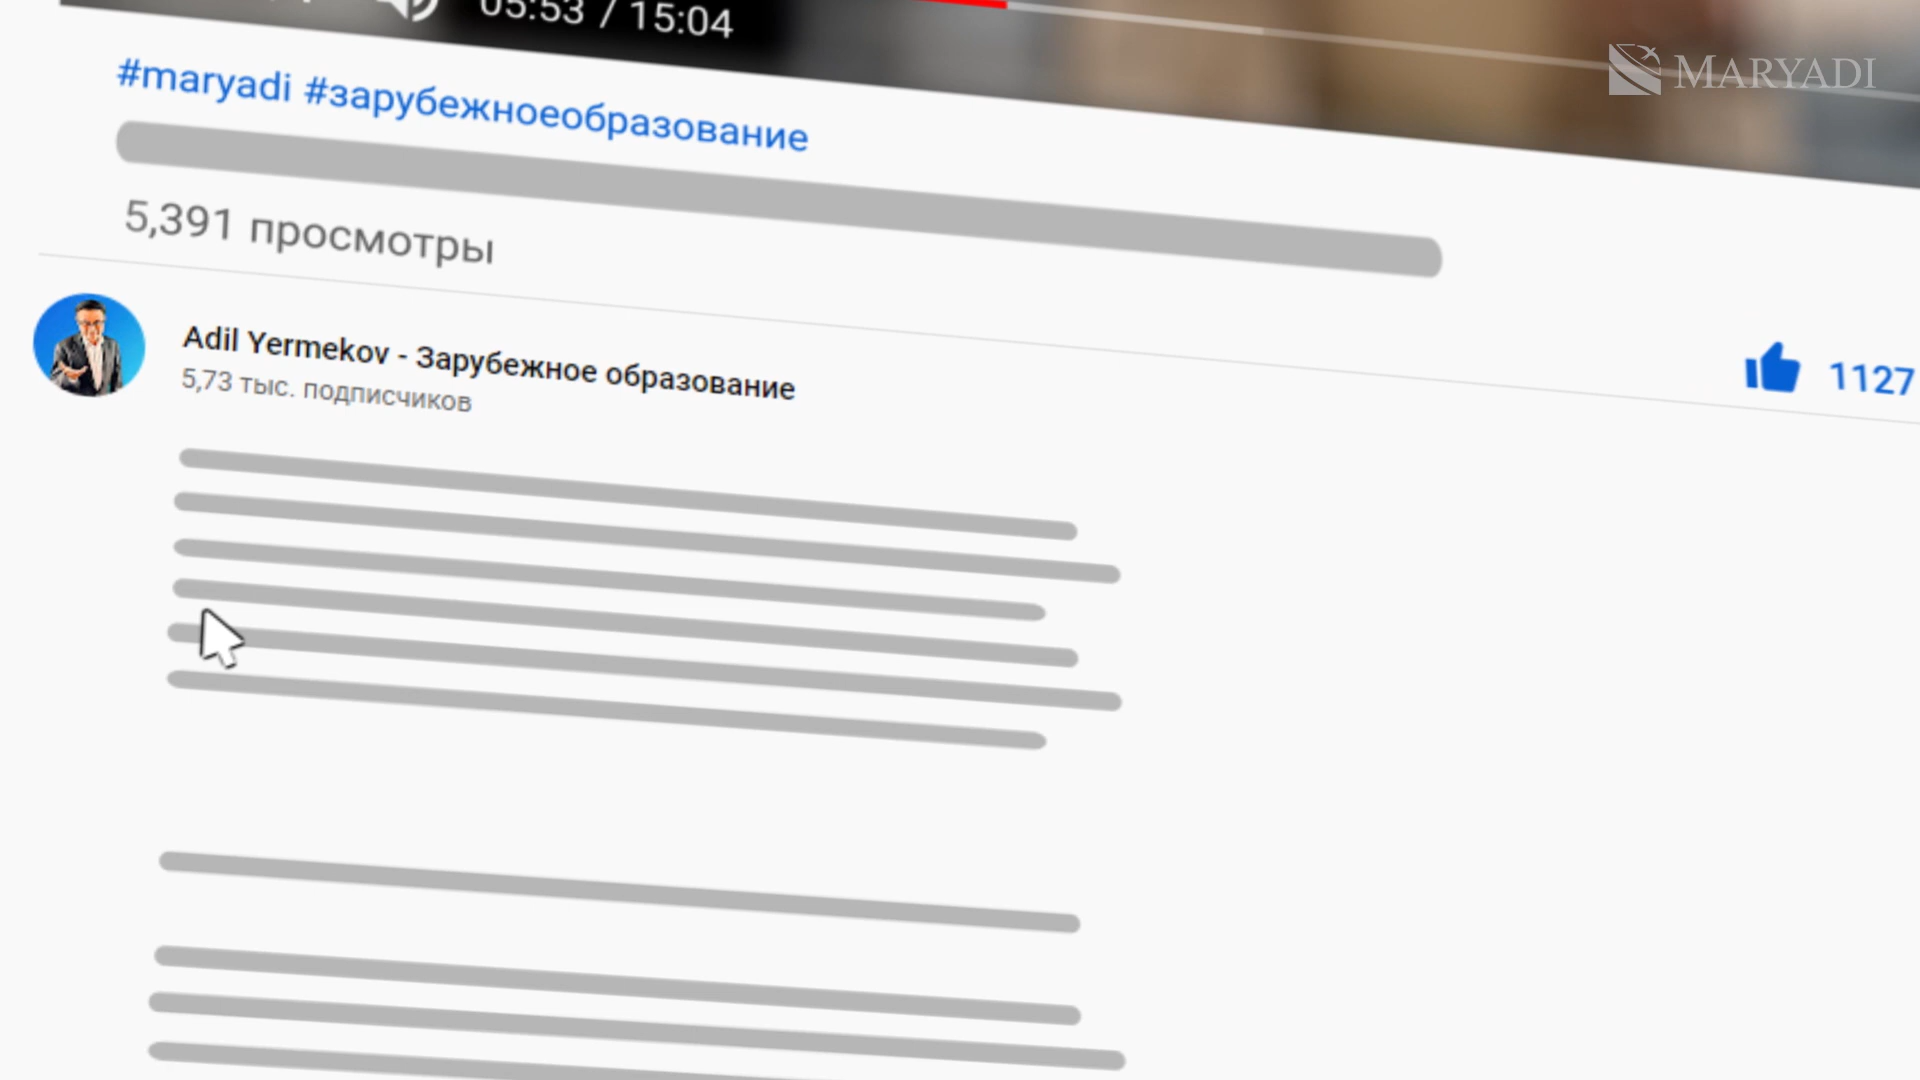 05:53 / 15:04
MARYADI
#maryadi #зарубежноеобразование
5,391 просмотры
Adil Yermekov - Зарубежное образование
5,73 тыс. подписчиков
1127